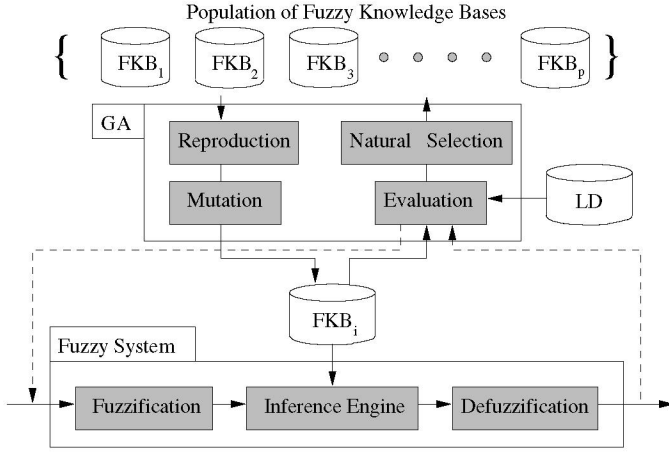 Population of Fuzzy Knowledge Bases
{ FKB1 FKB2 FKB3 FKBp }
GA
Reproduction
Natural Selection
Mutation
Evaluation
LD
FKBi
Fuzzy System
Fuzzification
Inference Engine
Defuzzification